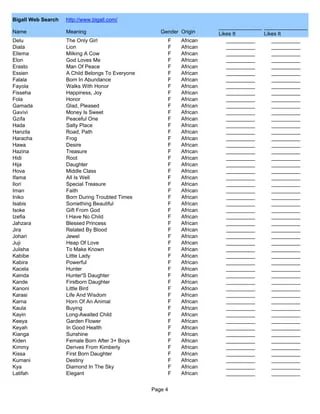 Bigall Web Search http://www.bigall.com/
Name Meaning Gender Origin Likes It Likes It
Delu The Only Girl F African
Diata Lion F African
Ellema Milking A Cow F African
Elon God Loves Me F African
Erasto Man Of Peace F African
Essien A Child Belongs To Everyone F African
Falala Born In Abundance F African
Fayola Walks With Honor F African
Fisseha Happiness, Joy F African
Fola Honor F African
Gamada Glad, Pleased F African
Gavivi Money Is Sweet F African
Gzifa Peaceful One F African
Hada Salty Place F African
Hanzila Road, Path F African
Haracha Frog F African
Hawa Desire F African
Hazina Treasure F African
Hidi Root F African
Hija Daughter F African
Hova Middle Class F African
Ifama All Is Well F African
Ilori Special Treasure F African
Iman Faith F African
Iniko Born During Troubled Times F African
Isabis Something Beautiful F African
Isoke Gift From God F African
Izefia I Have No Child F African
Jahzara Blessed Princess F African
Jira Related By Blood F African
Johari Jewel F African
Juji Heap Of Love F African
Julisha To Make Known F African
Kabibe Little Lady F African
Kabira Powerful F African
Kacela Hunter F African
Kainda Hunter'S Daughter F African
Kande Firstborn Daughter F African
Kanoni Little Bird F African
Karasi Life And Wisdom F African
Karna Horn Of An Animal F African
Kaula Buying F African
Kayin Long-Awaited Child F African
Keeya Garden Flower F African
Keyah In Good Health F African
Kianga Sunshine F African
Kiden Female Born After 3+ Boys F African
Kimmy Derives From Kimberly F African
Kissa First Born Daughter F African
Kumani Destiny F African
Kya Diamond In The Sky F African
Latifah Elegant F African
Page 4